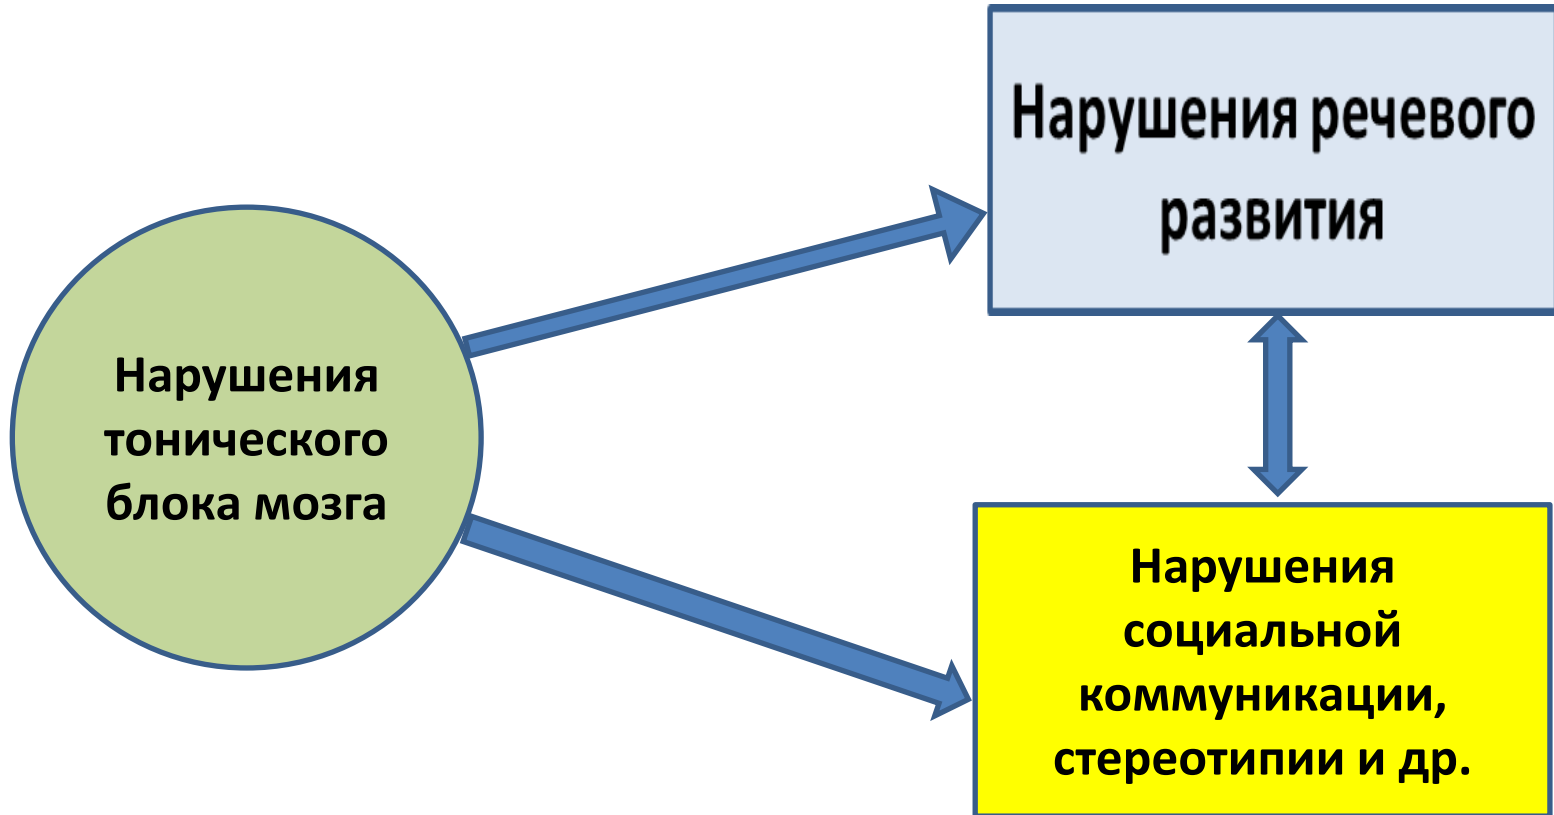 Нарушения речевого
развития
Нарушения
тонического
блока мозга
Нарушения
социальной
коммуникации,
стереотипии и др.